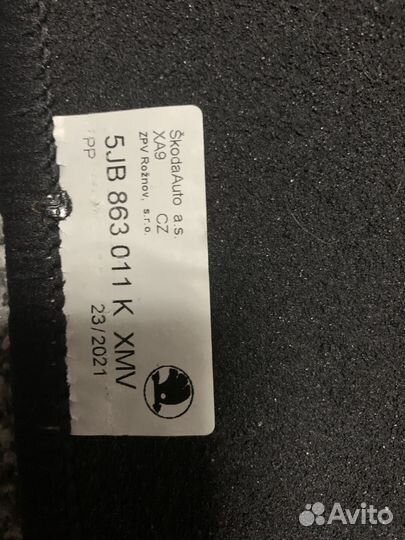 ŠkodaAuto a.s.
XA9 CZ
ZPV Rožnov, s.r.o.
5JB 863 011 K XMV
23/2021
PP
Avito